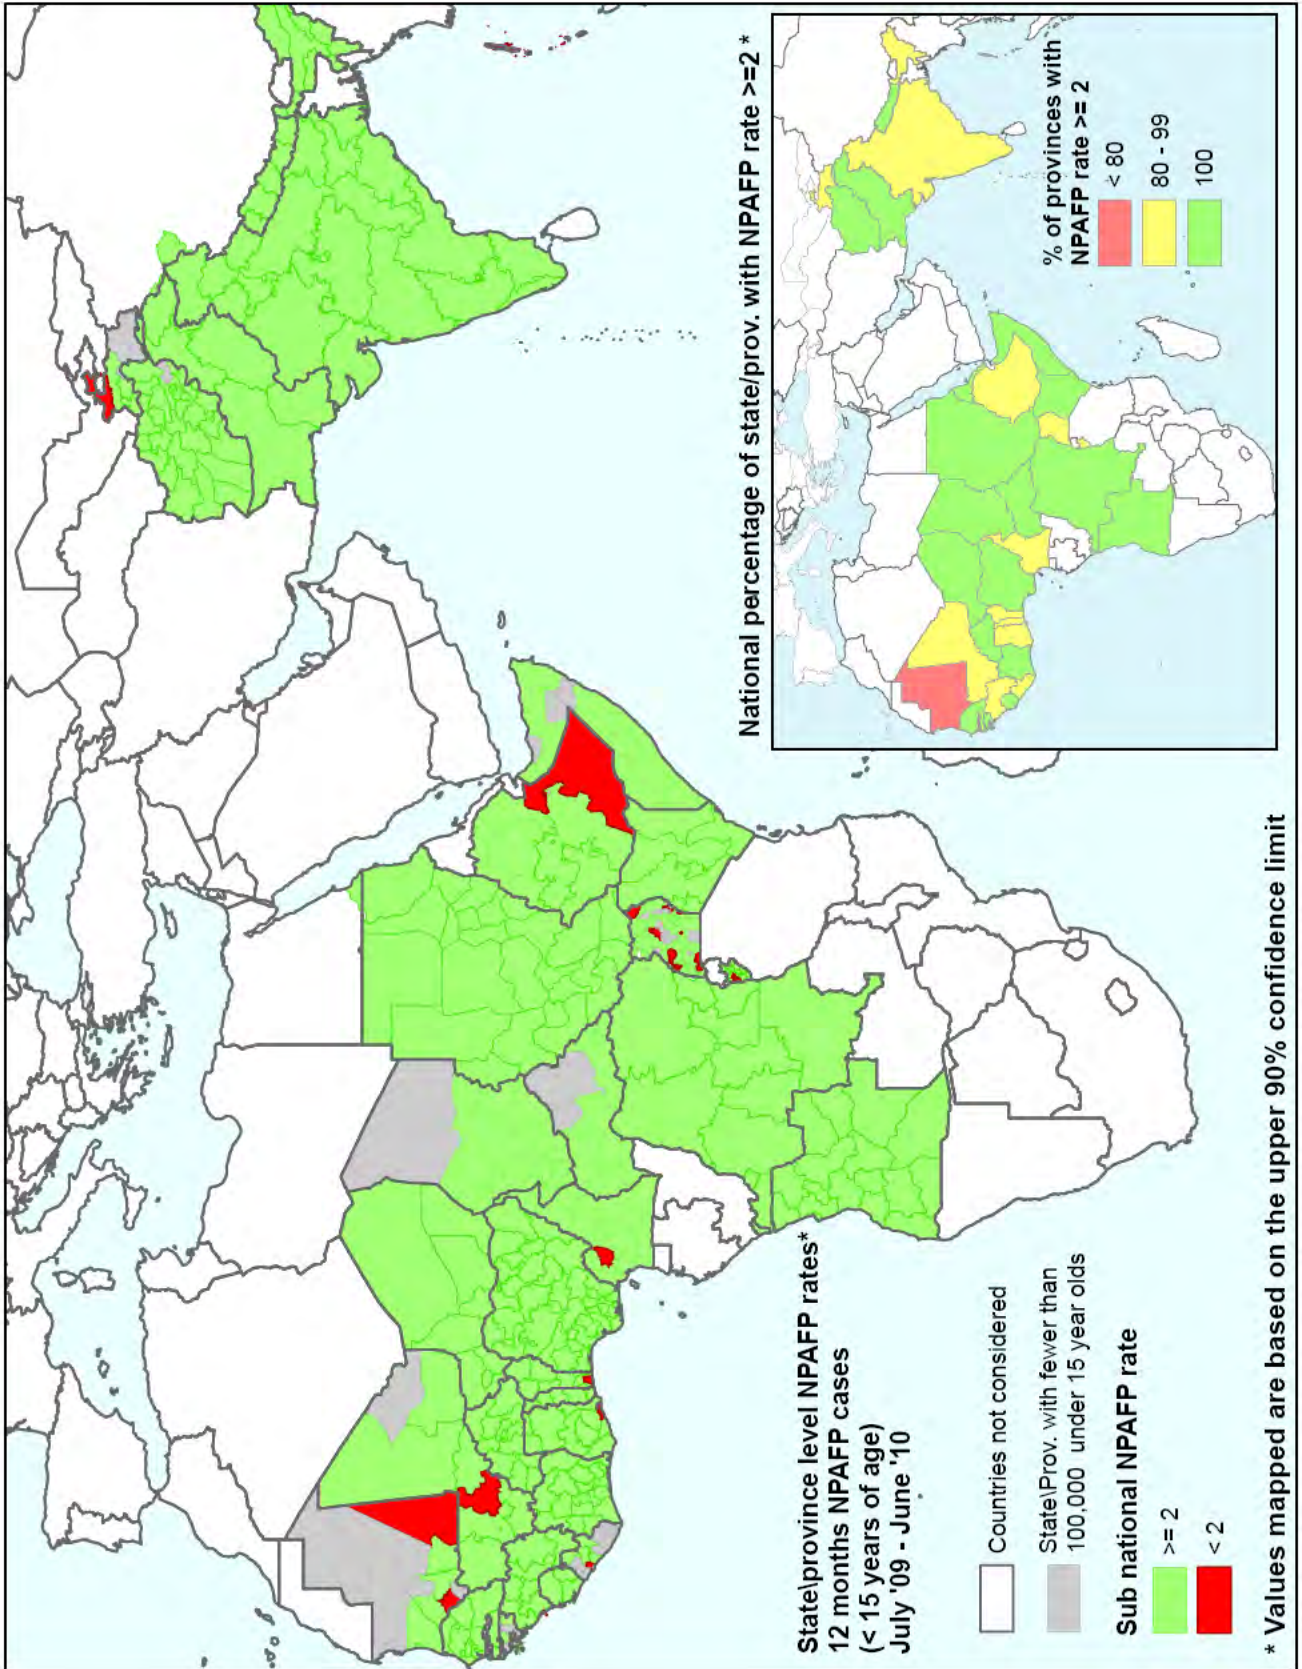 National percentage of state/prov. with NPAFP rate >=2 *
% of provinces with
NPAFP rate >= 2
< 80
80 - 99
100
State\province level NPAFP rates*
12 months NPAFP cases
(< 15 years of age)
July '09 - June '10
Countries not considered
State\Prov. with fewer than
100,000 under 15 year olds
Sub national NPAFP rate
>= 2
< 2
* Values mapped are based on the upper 90% confidence limit